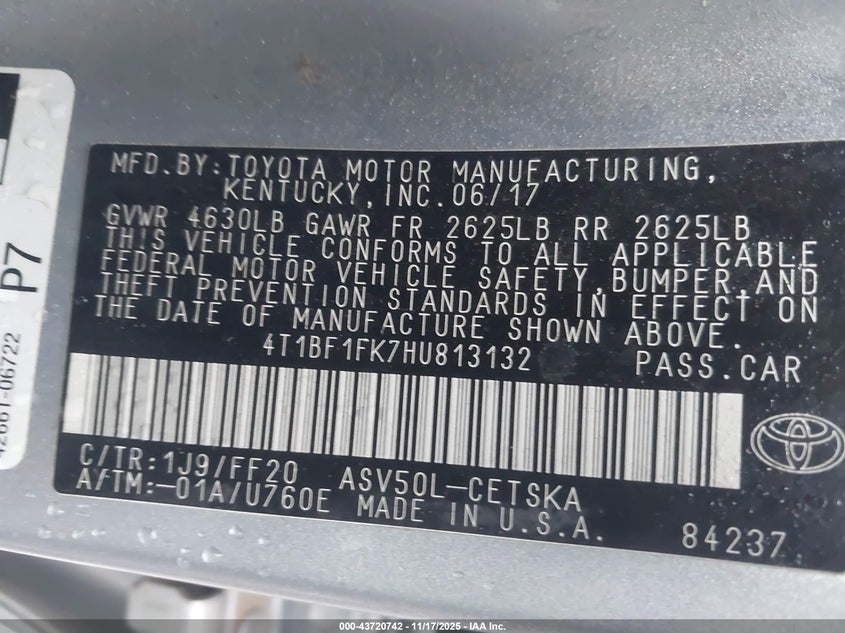 MFD.BY:TOYOTA MOTOR MANUFACTURING,
KENTUCKY,INC.06/17
GVWR 4630LB GAWR FR 2625LB RR 2625LB
THIS VEHICLE CONFORMS TO ALL APPLICABLE
FEDERAL MOTOR VEHICLE SAFETY,BUMPER,AND
THEFT PREVENTION STANDARDS IN EFFECT ON
THE DATE OF MANUFACTURE SHOWN ABOVE.
4T1BF1FK7HU813132 PASS.CAR
C/TR:1J9/FF20 ASV50L-CETSKA
A/TM:-01A/U760E MADE IN U.S.A.
84237
P7
42661-06722
000-43720742 — 11/17/2025 — IAA Inc.